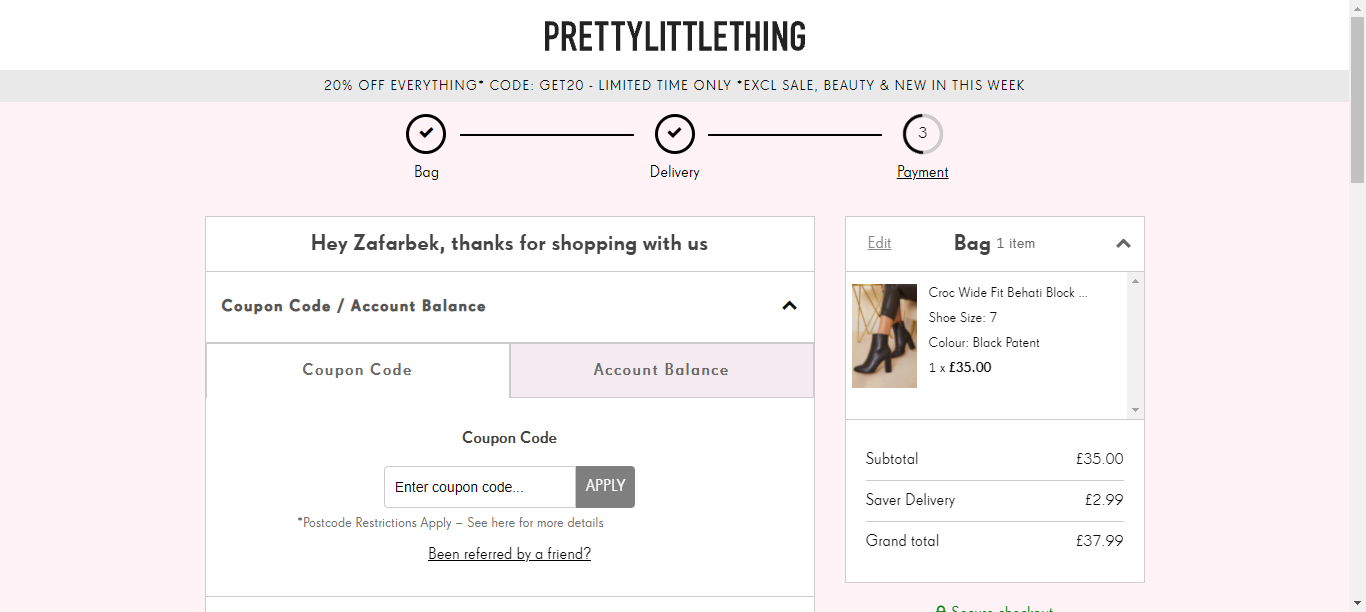 PRETTYLITTLETHING
20% OFF EVERYTHING* CODE: GET20 - LIMITED TIME ONLY *EXCL SALE, BEAUTY & NEW IN THIS WEEK
3
Bag
Delivery
Payment
Hey Zafarbek, thanks for shopping with us
Coupon Code / Account Balance
Coupon Code
Account Balance
Coupon Code
Enter coupon code...
APPLY
*Postcode Restrictions Apply – See here for more details
Been referred by a friend?
Edit
Bag 1 item
Croc Wide Fit Behati Block ...
Shoe Size: 7
Colour: Black Patent
1 x £35.00
Subtotal £35.00
Saver Delivery £2.99
Grand total £37.99
Secure checkout